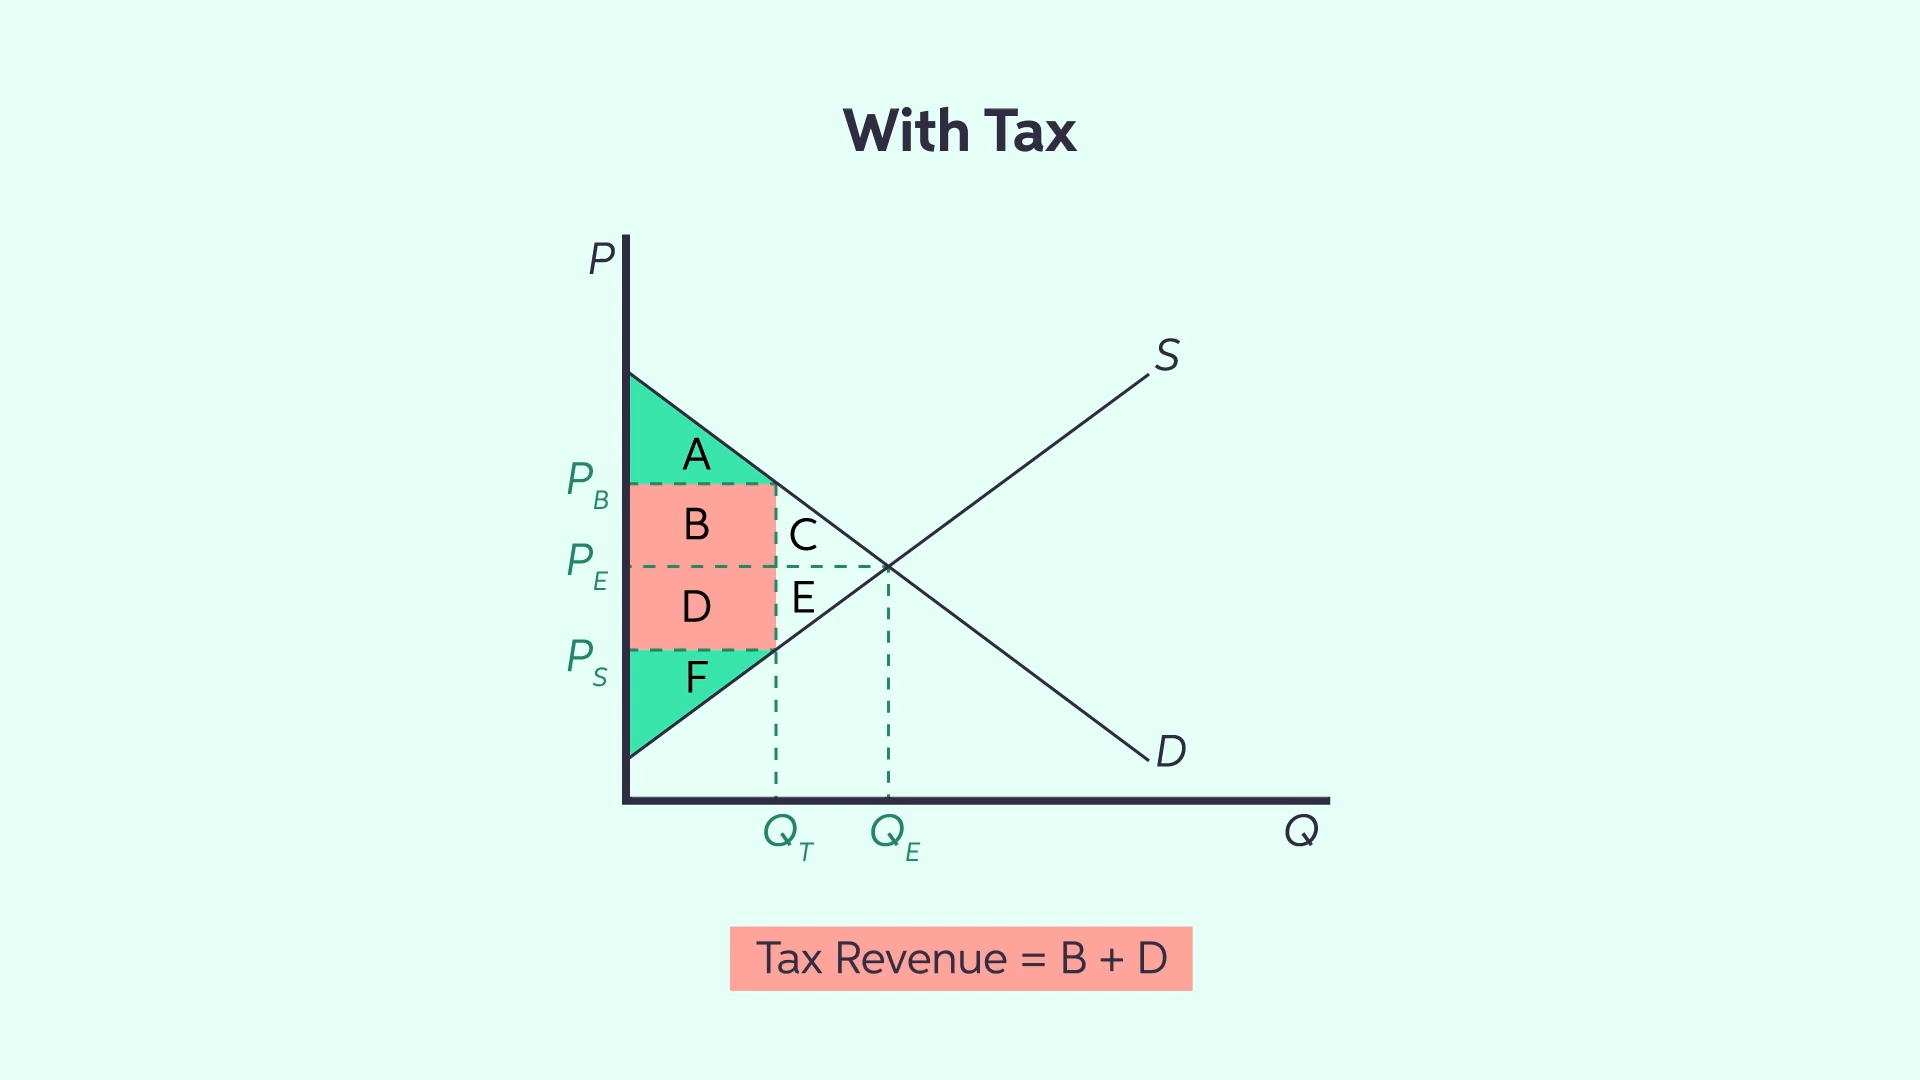 With Tax
P
S
A
P_B
B
C
P_E
E
D
P_S
F
D
Q_T
Q_E
Q
Tax Revenue = B + D